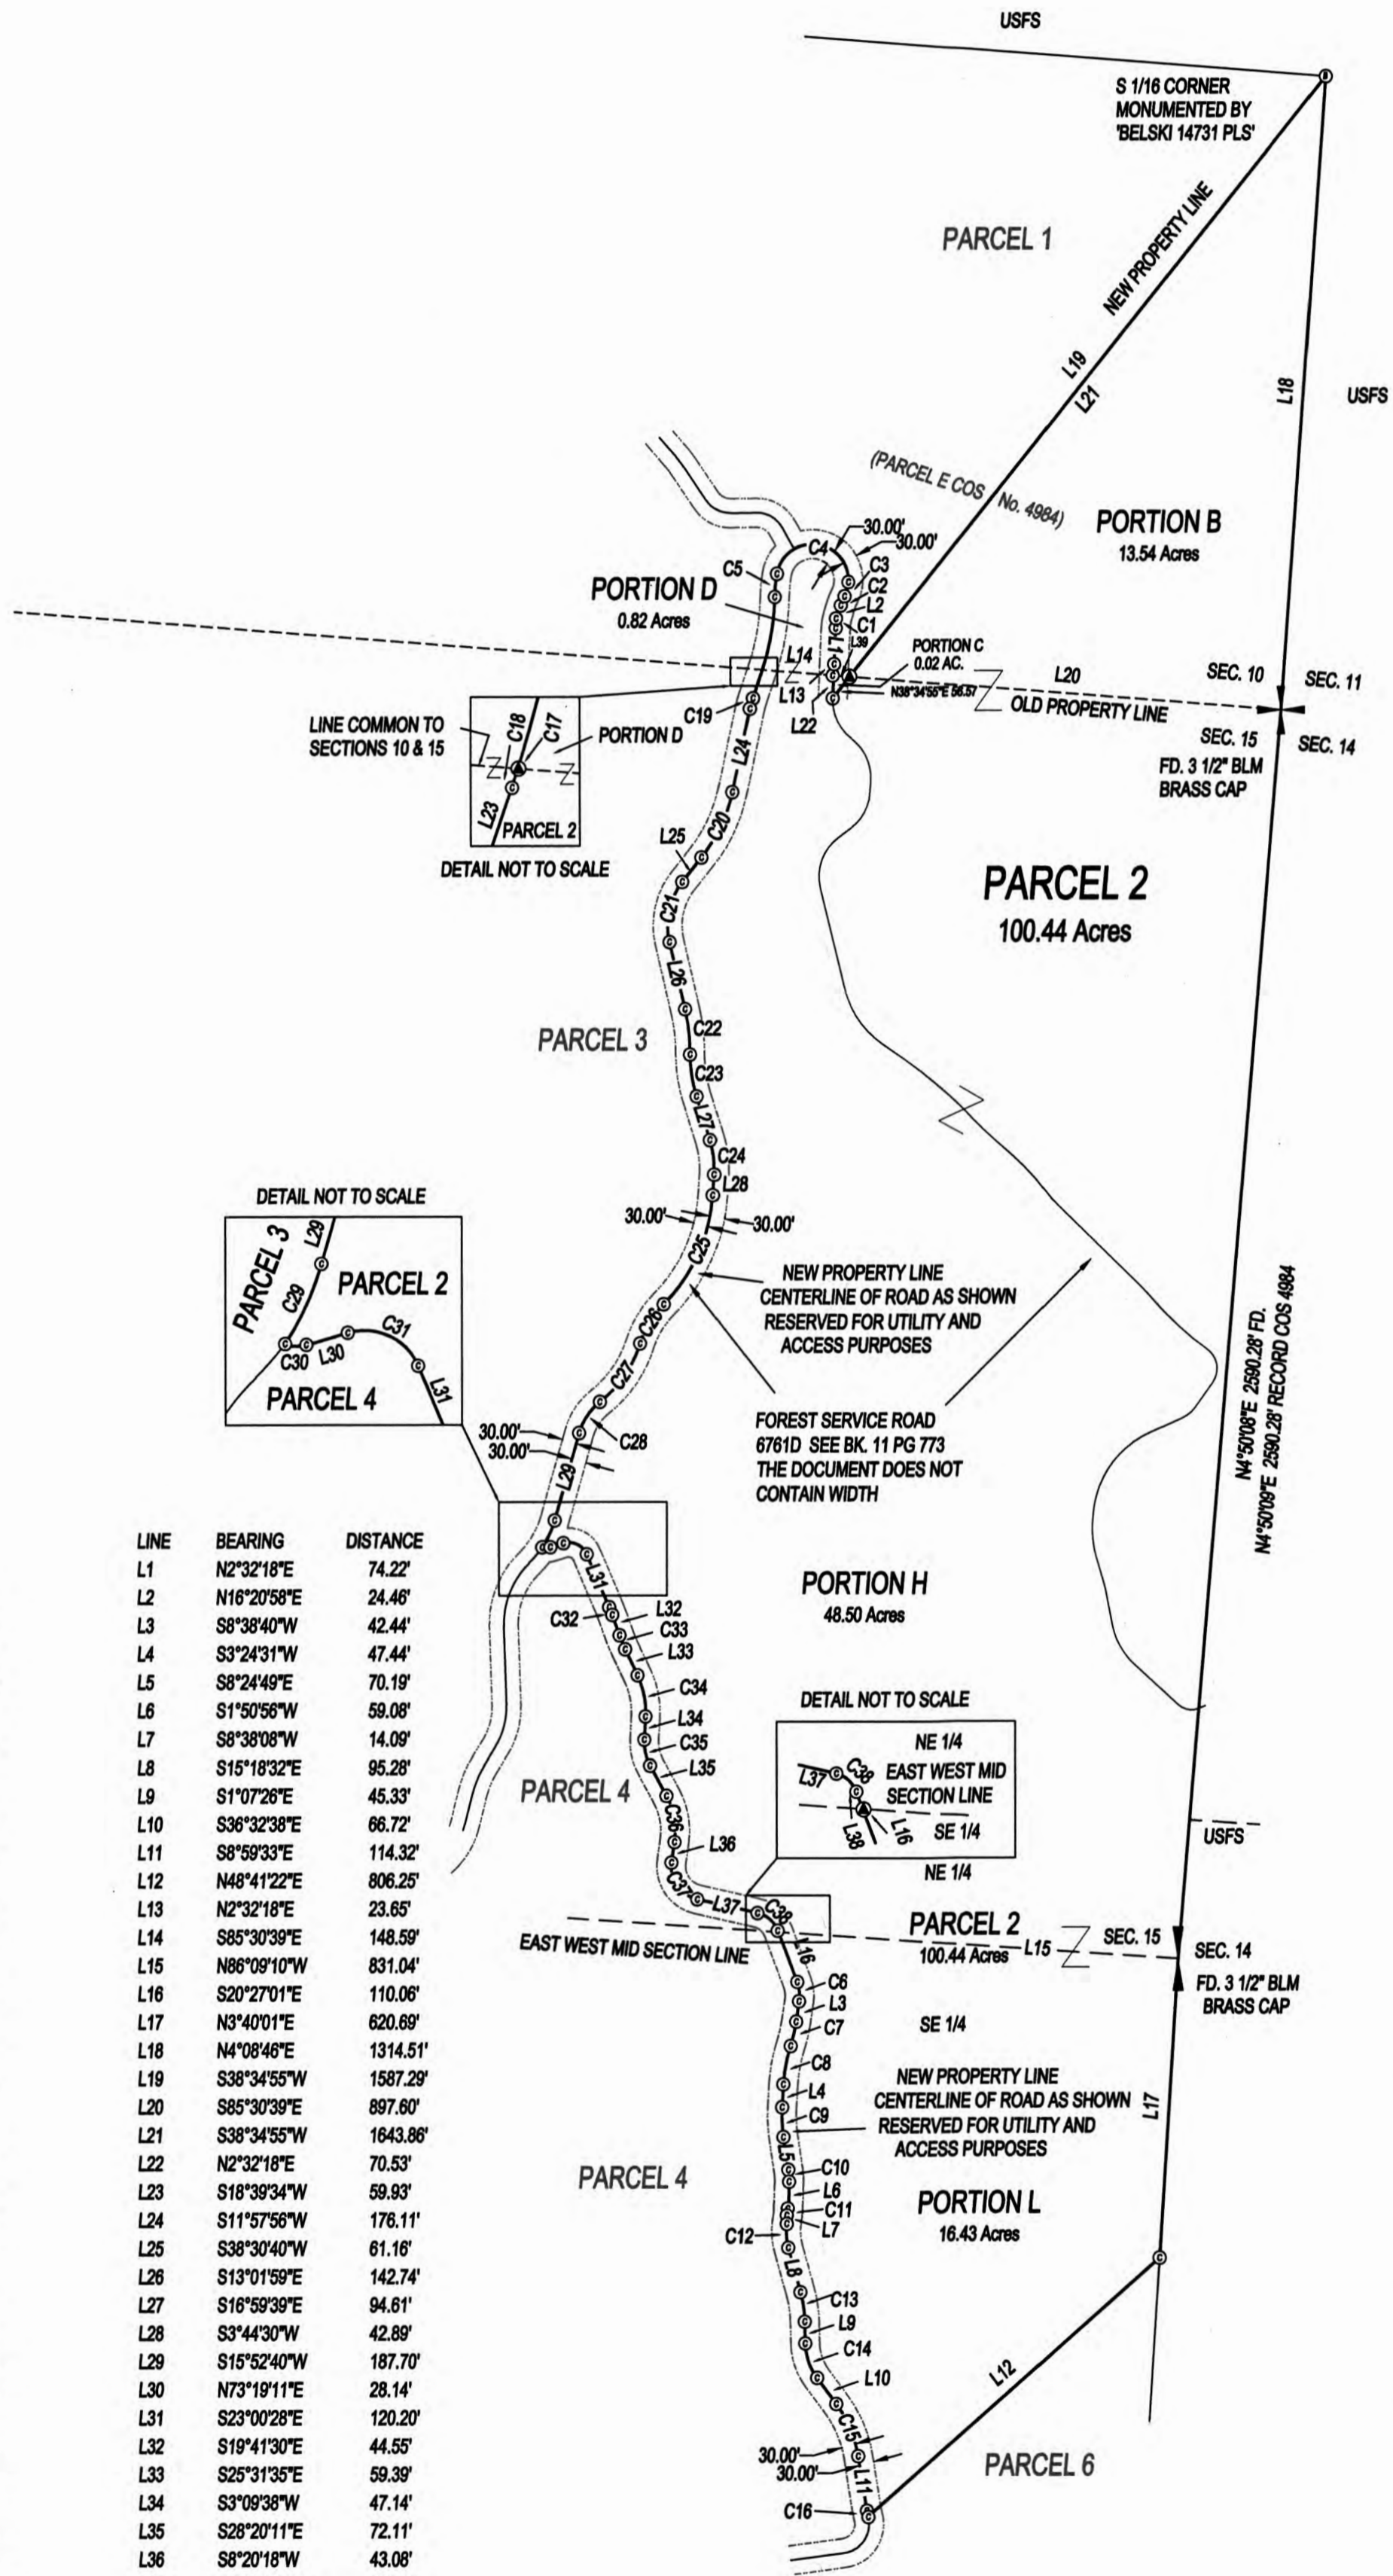 USFS
S 1/16 CORNER
MONUMENTED BY
'BELSKI 14731 PLS'
PARCEL 1
NEW PROPERTY LINE
L19
L21
L18
USFS
(PARCEL E COS No. 4984)
PORTION B
13.54 Acres
30.00'
30.00'
C4
C5
C3
C2
L2
C1
L1
L39
PORTION D
0.82 Acres
PORTION C
0.02 AC.
L14
L13
N38°34'55"E 56.57
L20
OLD PROPERTY LINE
SEC. 10
SEC. 11
SEC. 15
SEC. 14
FD. 3 1/2" BLM
BRASS CAP
C19
L22
LINE COMMON TO
SECTIONS 10 & 15
C18
C17
PORTION D
L23
PARCEL 2
DETAIL NOT TO SCALE
L24
C20
L25
C21
L26
PARCEL 2
100.44 Acres
PARCEL 3
C22
C23
L27
C24
L28
30.00'
30.00'
C25
DETAIL NOT TO SCALE
PARCEL 3
L29
PARCEL 2
C29
C31
C30
L30
L31
PARCEL 4
NEW PROPERTY LINE
CENTERLINE OF ROAD AS SHOWN
RESERVED FOR UTILITY AND
ACCESS PURPOSES
C26
C27
C28
30.00'
30.00'
L29
FOREST SERVICE ROAD
6761D SEE BK. 11 PG 773
THE DOCUMENT DOES NOT
CONTAIN WIDTH
N4°50'08"E 2590.28' FD.
N4°50'09"E 2590.28' RECORD COS 4984
PORTION H
48.50 Acres
L31
C32
L32
C33
L33
C34
L34
C35
L35
PARCEL 4
C36
L36
C37
L37
C38
DETAIL NOT TO SCALE
NE 1/4
L37
C38
EAST WEST MID
SECTION LINE
L38
L16
SE 1/4
NE 1/4
USFS
EAST WEST MID SECTION LINE
L16
PARCEL 2
100.44 Acres
L15
SEC. 15
SEC. 14
FD. 3 1/2" BLM
BRASS CAP
SE 1/4
C6
L3
C7
C8
L4
C9
NEW PROPERTY LINE
CENTERLINE OF ROAD AS SHOWN
RESERVED FOR UTILITY AND
ACCESS PURPOSES
L17
L5
C10
L6
C11
L7
C12
PARCEL 4
PORTION L
16.43 Acres
L8
C13
L9
C14
L10
C15
L12
30.00'
30.00'
L11
C16
PARCEL 6
LINE BEARING DISTANCE
L1 N2°32'18"E 74.22'
L2 N16°20'58"E 24.46'
L3 S8°38'40"W 42.44'
L4 S3°24'31"W 47.44'
L5 S8°24'49"E 70.19'
L6 S1°50'56"W 59.08'
L7 S8°38'08"W 14.09'
L8 S15°18'32"E 95.28'
L9 S1°07'26"E 45.33'
L10 S36°32'38"E 66.72'
L11 S8°59'33"E 114.32'
L12 N48°41'22"E 806.25'
L13 N2°32'18"E 23.65'
L14 S85°30'39"E 148.59'
L15 N86°09'10"W 831.04'
L16 S20°27'01"E 110.06'
L17 N3°40'01"E 620.69'
L18 N4°08'46"E 1314.51'
L19 S38°34'55"W 1587.29'
L20 S85°30'39"E 897.60'
L21 S38°34'55"W 1643.86'
L22 N2°32'18"E 70.53'
L23 S18°39'34"W 59.93'
L24 S11°57'56"W 176.11'
L25 S38°30'40"W 61.16'
L26 S13°01'59"E 142.74'
L27 S16°59'39"E 94.61'
L28 S3°44'30"W 42.89'
L29 S15°52'40"W 187.70'
L30 N73°19'11"E 28.14'
L31 S23°00'28"E 120.20'
L32 S19°41'30"E 44.55'
L33 S25°31'35"E 59.39'
L34 S3°09'38"W 47.14'
L35 S28°20'11"E 72.11'
L36 S8°20'18"W 43.08'